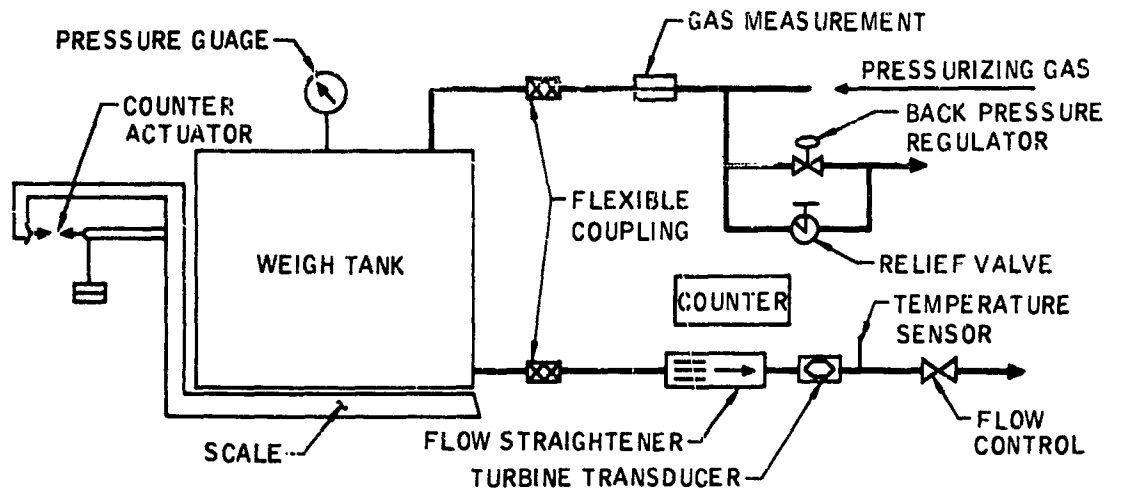 GAS MEASUREMENT
PRESSURE GUAGE
PRESSURIZING GAS
COUNTER
ACTUATOR
BACK PRESSURE
REGULATOR
FLEXIBLE
COUPLING
WEIGH TANK
RELIEF VALVE
COUNTER
TEMPERATURE
SENSOR
FLOW
CONTROL
FLOW STRAIGHTENER
SCALE
TURBINE TRANSDUCER